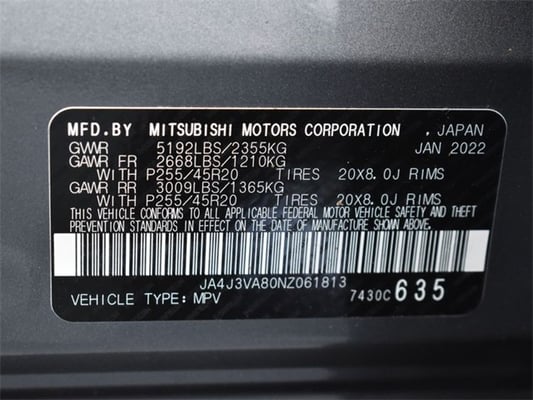 MFD.BY MITSUBISHI MOTORS CORPORATION , JAPAN
GVWR 5192LBS/2355KG JAN 2022
GAWR FR 2668LBS/1210KG
WITH P255/45R20 TIRES 20X8.0J RIMS
GAWR RR 3009LBS/1365KG
WITH P255/45R20 TIRES 20X8.0J RIMS
THIS VEHICLE CONFORMS TO ALL APPLICABLE FEDERAL MOTOR VEHICLE SAFETY AND THEFT
PREVENTION STANDARDS IN EFFECT ON THE DATE OF MANUFACTURE SHOWN ABOVE.
JA4J3VA80NZ061813
VEHICLE TYPE: MPV 7430C635